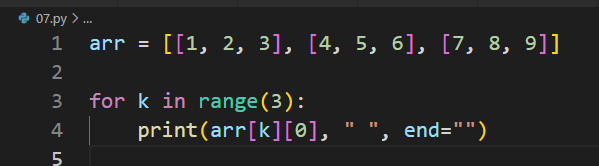 07.py > ...
1 arr = [[1, 2, 3], [4, 5, 6], [7, 8, 9]]
2
3 for k in range(3):
4     print(arr[k][0], " ", end="")
5